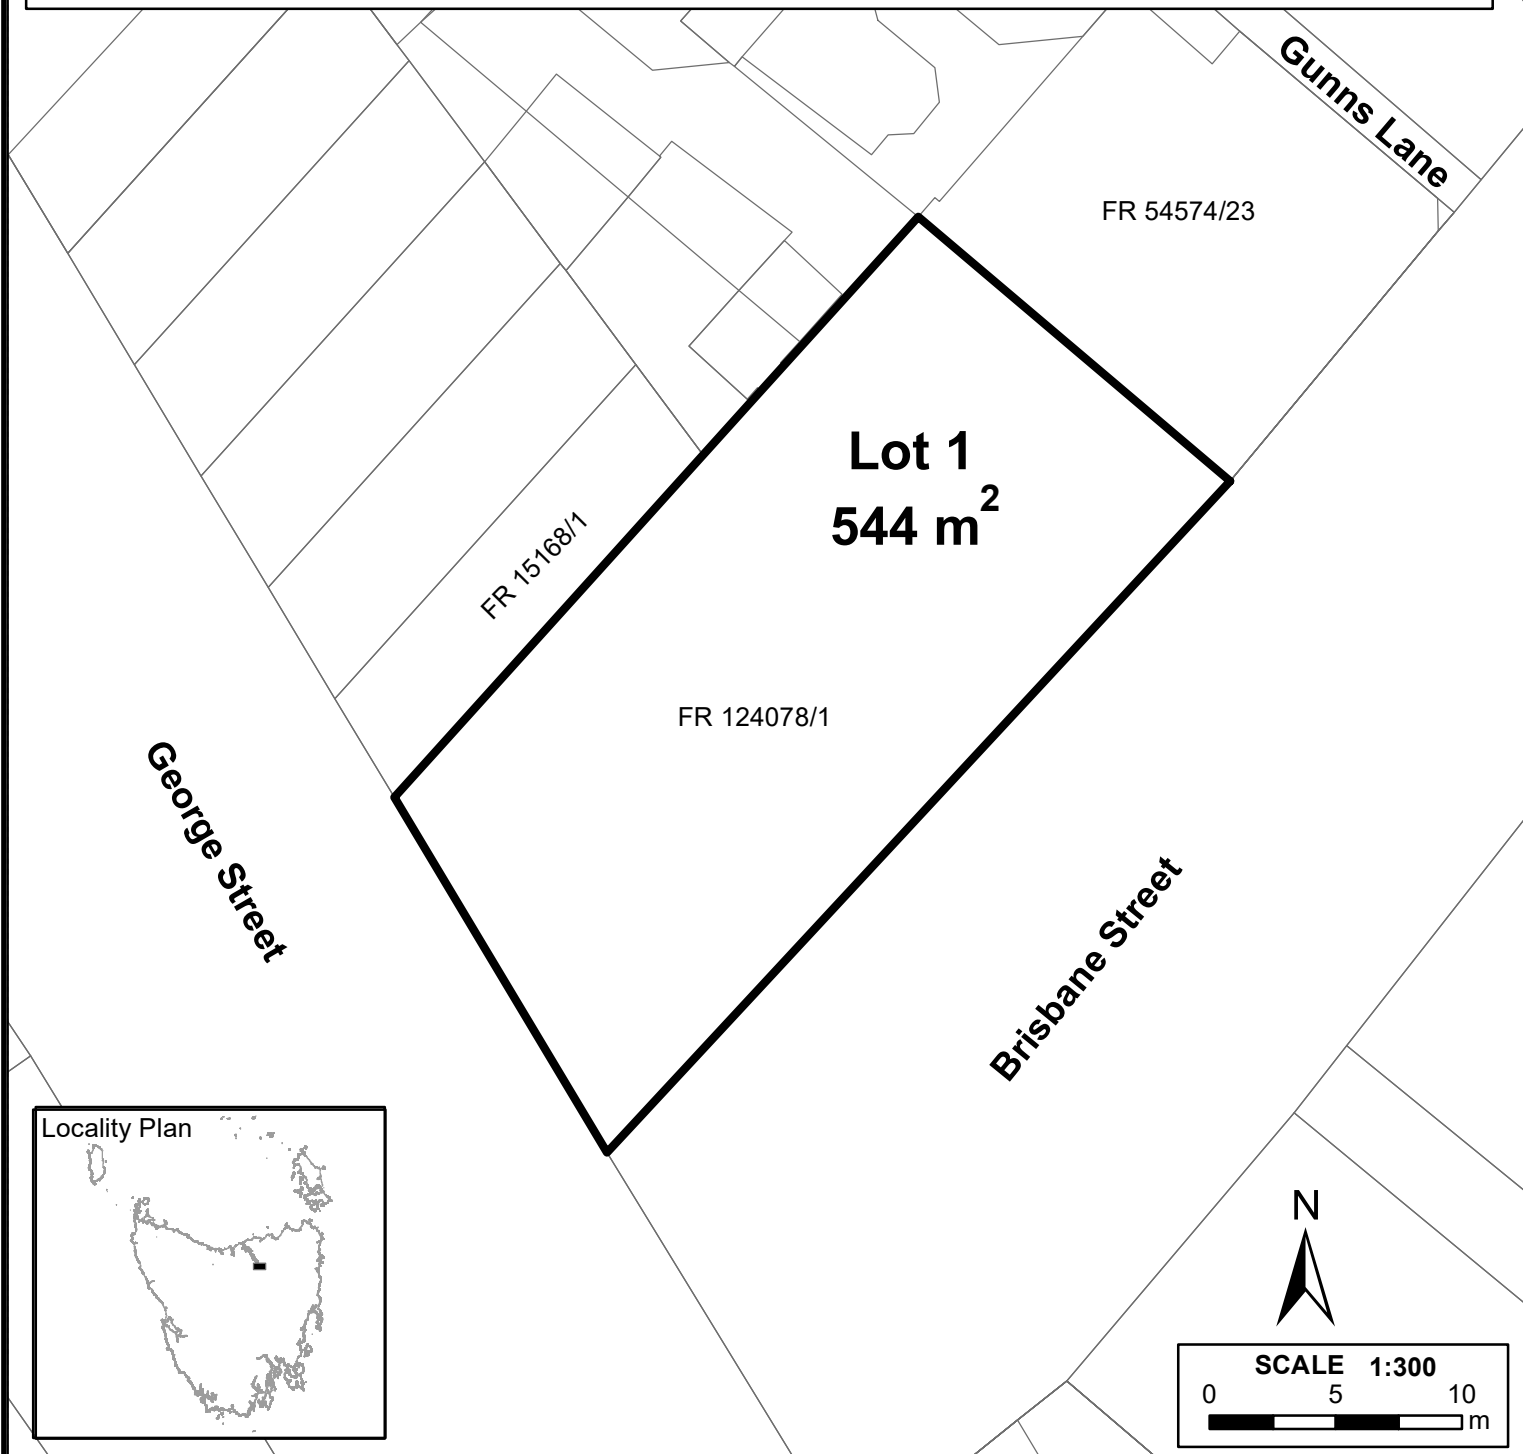 Gunns Lane
FR 54574/23
Lot 1
544 m²
FR 15168/1
FR 124078/1
George Street
Brisbane Street
Locality Plan
N
SCALE 1:300
0 5 10
m